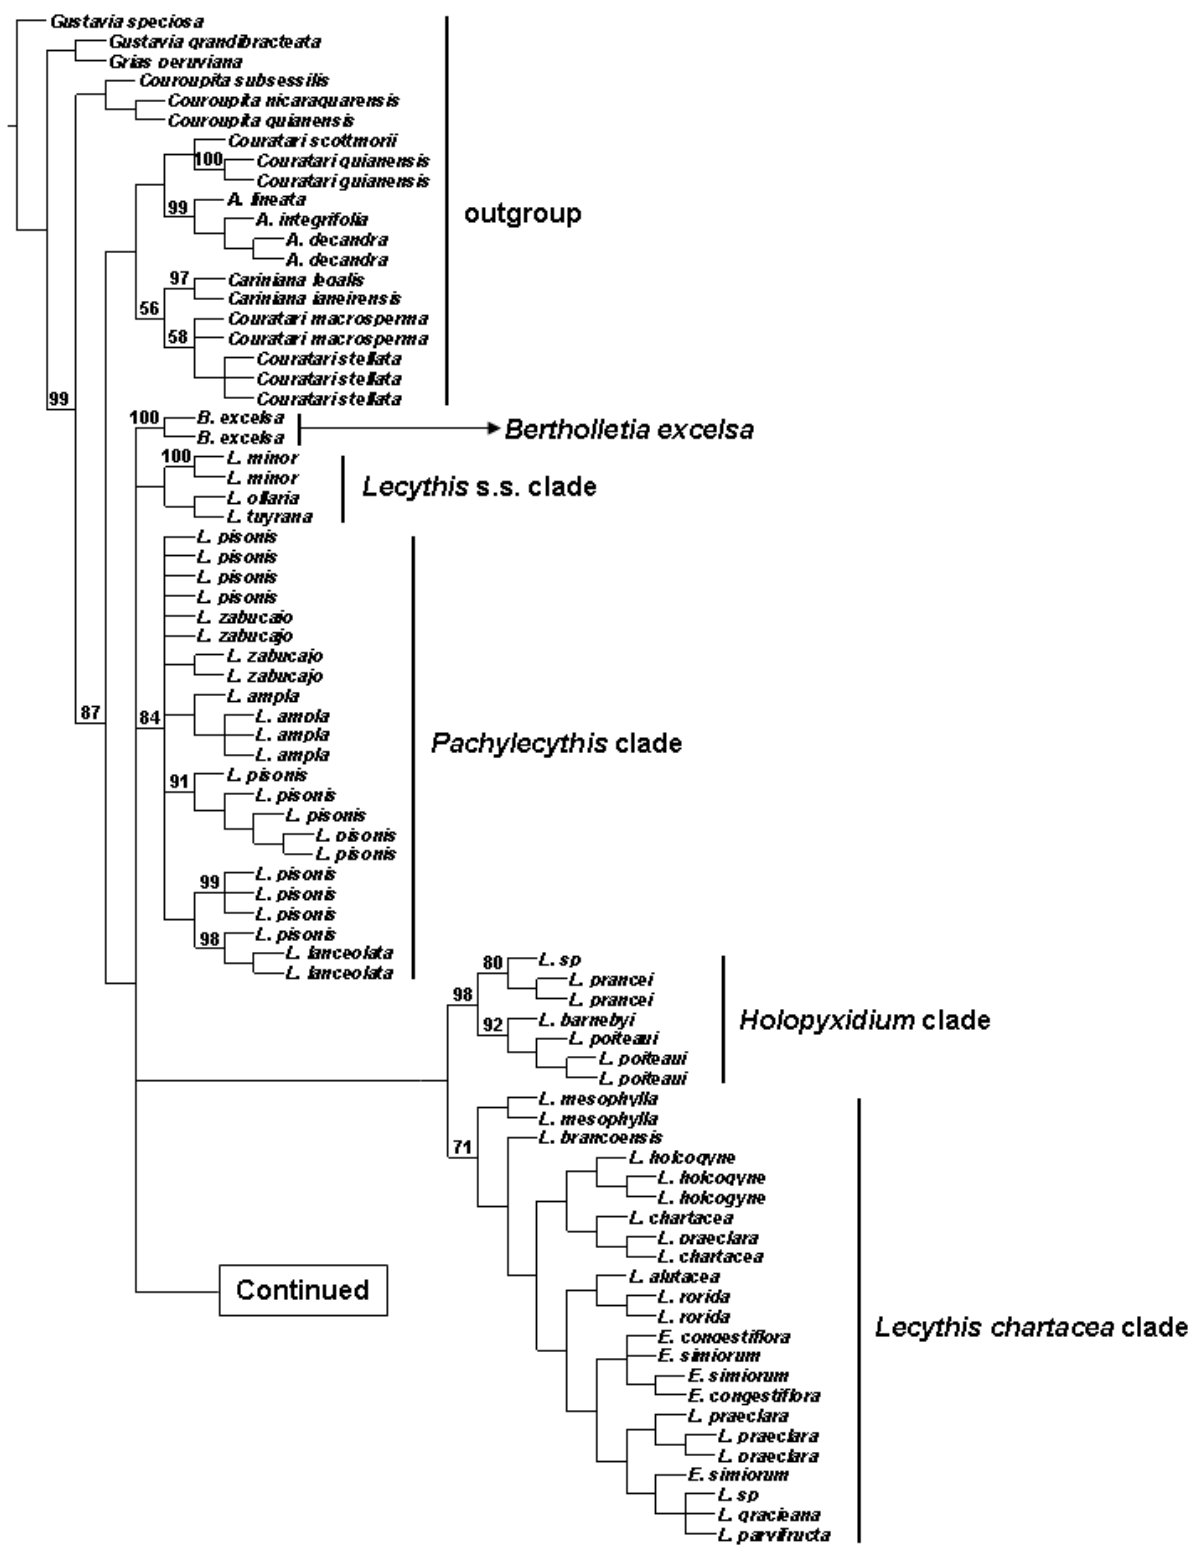 Gustavia speciosa
Gustavia grandibracteata
Grias peruviana
Couroupita subsessilis
Couroupita nicaraguarensis
Couroupita guianensis
Couratari scottmorii
100
Couratari guianensis
Couratari guianensis
99
A. lineata
A. integrifolia
A. decandra
A. decandra
outgroup
97
Cariniana legalis
Cariniana ianeirensis
56
Couratari macrosperma
58
Couratari macrosperma
Couratari stellata
Couratari stellata
Couratari stellata
99
100
B. excelsa
B. excelsa
Bertholletia excelsa
100
L. minor
L. minor
L. ollaria
L. tuyrana
Lecythis s.s. clade
L. pisonis
L. pisonis
L. pisonis
L. pisonis
L. zabucajo
L. zabucajo
L. zabucajo
L. zabucajo
87
84
L. ampla
L. ampla
L. ampla
L. ampla
Pachylecythis clade
91
L. pisonis
L. pisonis
L. pisonis
L. pisonis
L. pisonis
99
L. pisonis
L. pisonis
L. pisonis
98
L. pisonis
L. lanceolata
L. lanceolata
80
L. sp
L. prancei
L. prancei
98
92
L. barnebyi
L. poiteaui
L. poiteaui
L. poiteaui
Holopyxidium clade
L. mesophylla
L. mesophylla
71
L. brancoensis
L. holcogyne
L. holcogyne
L. holcogyne
L. chartacea
L. praeclara
L. chartacea
L. alutacea
L. rorida
L. rorida
E. congestiflora
E. simiorum
E. simiorum
E. congestiflora
L. praeclara
L. praeclara
L. praeclara
E. simiorum
L. sp
L. gracieana
L. parvifructa
Lecythis chartacea clade
Continued